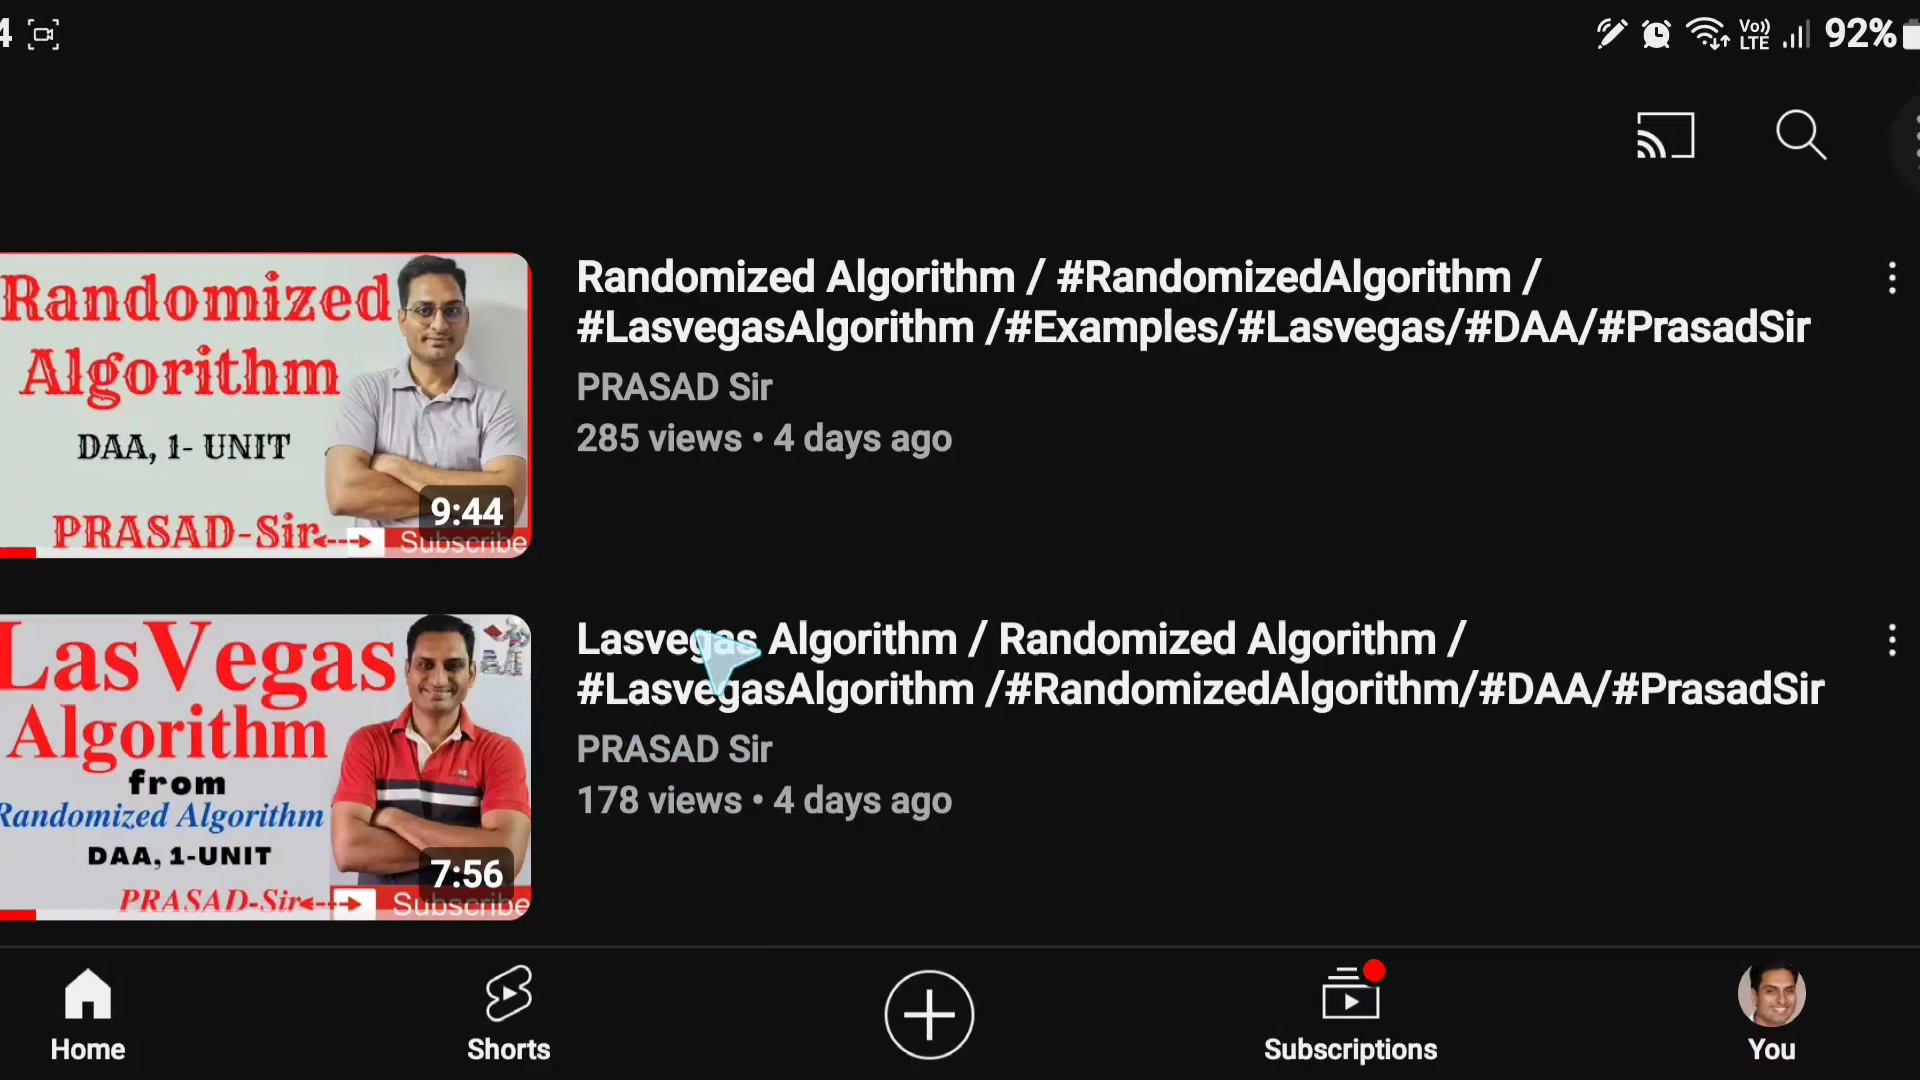 4
Vo)) LTE 92%
Randomized
Algorithm
DAA, 1- UNIT
PRASAD-Sir
Subscribe
9:44
Randomized Algorithm / #RandomizedAlgorithm /
#LasvegasAlgorithm /#Examples/#Lasvegas/#DAA/#PrasadSir
PRASAD Sir
285 views • 4 days ago
LasVegas
Algorithm
from
Randomized Algorithm
DAA, 1-UNIT
PRASAD-Sir
Subscribe
7:56
Lasvegas Algorithm / Randomized Algorithm /
#LasvegasAlgorithm /#RandomizedAlgorithm/#DAA/#PrasadSir
PRASAD Sir
178 views • 4 days ago
Home
Shorts
Subscriptions
You